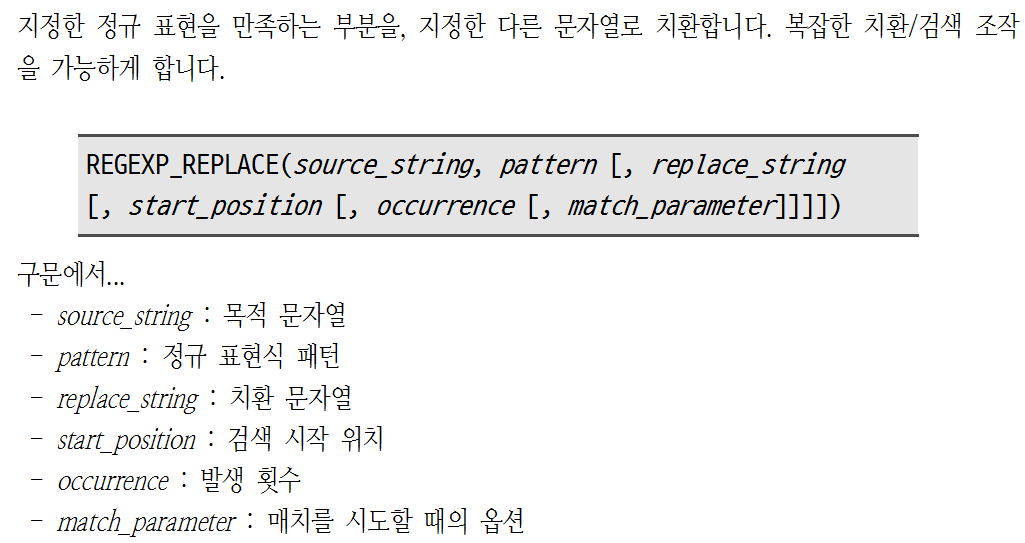 지정한 정규 표현을 만족하는 부분을, 지정한 다른 문자열로 치환합니다. 복잡한 치환/검색 조작
을 가능하게 합니다.
REGEXP_REPLACE(source_string, pattern [, replace_string
[, start_position [, occurrence [, match_parameter]]]])
구문에서...
- source_string : 목적 문자열
- pattern : 정규 표현식 패턴
- replace_string : 치환 문자열
- start_position : 검색 시작 위치
- occurrence : 발생 횟수
- match_parameter : 매치를 시도할 때의 옵션